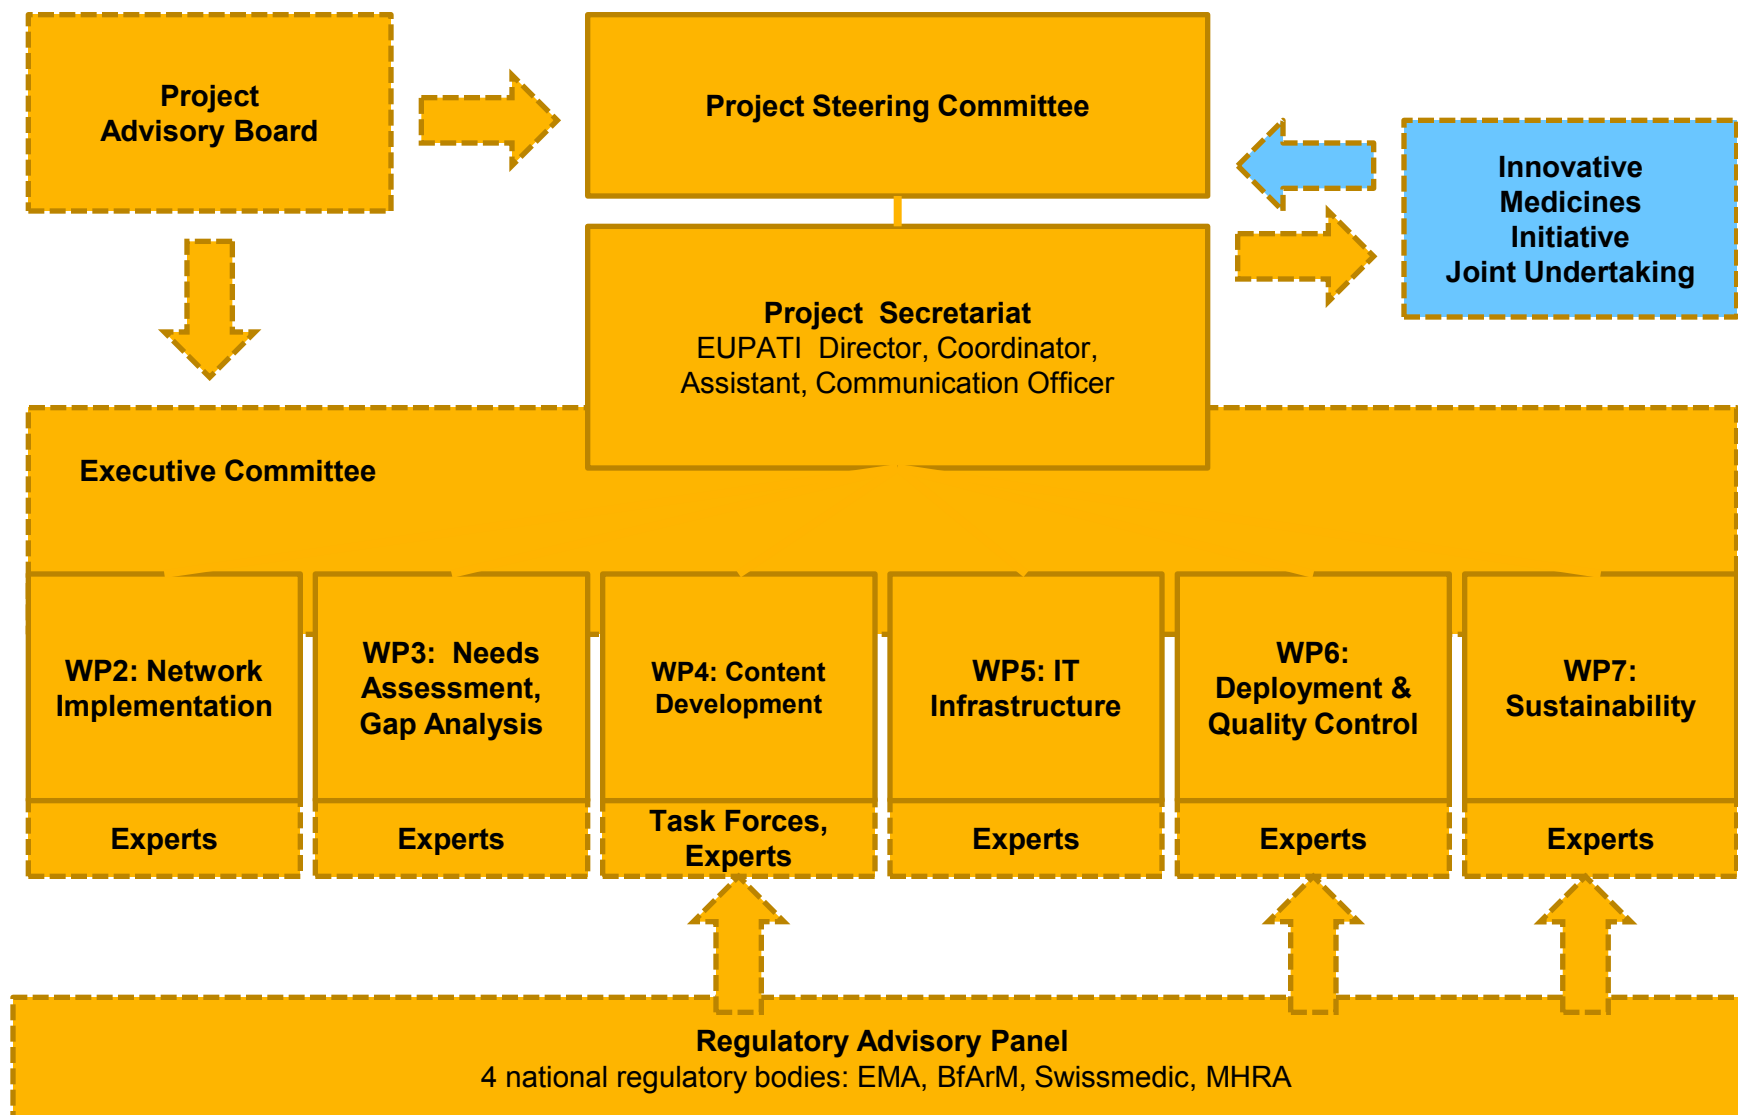 Project
Advisory Board
Project Steering Committee
Innovative
Medicines
Initiative
Joint Undertaking
Project Secretariat
EUPATI Director, Coordinator,
Assistant, Communication Officer
Executive Committee
WP2: Network
Implementation
WP3: Needs
Assessment,
Gap Analysis
WP4: Content
Development
WP5: IT
Infrastructure
WP6:
Deployment &
Quality Control
WP7:
Sustainability
Experts
Experts
Task Forces,
Experts
Experts
Experts
Experts
Regulatory Advisory Panel
4 national regulatory bodies: EMA, BfArM, Swissmedic, MHRA